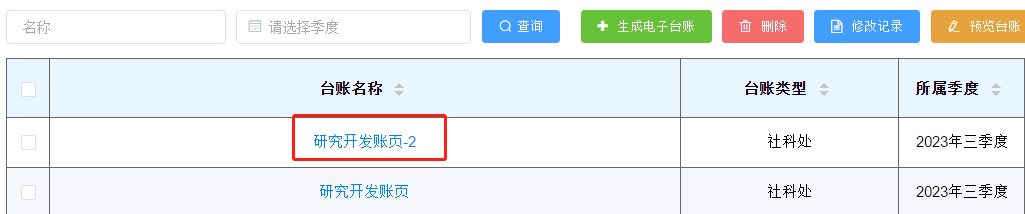 名称 请选择季度 查询 生成电子台账 删除 修改记录 预览台账
台账名称 台账类型 所属季度
研究开发账页-2 社科处 2023年三季度
研究开发账页 社科处 2023年三季度